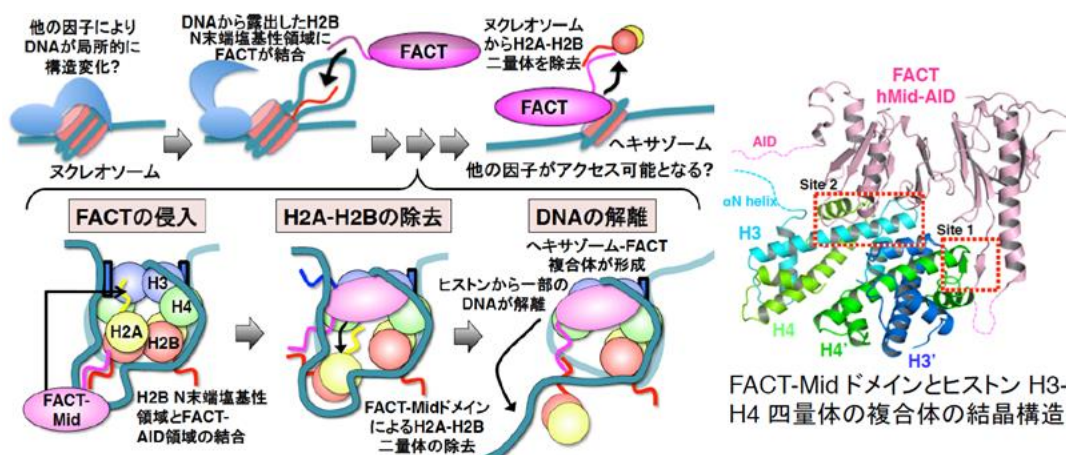 他の因子により
DNAが局所的に
構造変化?
ヌクレオソーム
DNAから露出したH2B
N末端塩基性領域に
FACTが結合
FACT
ヌクレオソーム
からH2A-H2B
二量体を除去
FACT
ヘキサゾーム
他の因子がアクセス可能となる?
FACTの侵入
H3
H4
H2A
H2B
FACT-
Mid
H2B N末端塩基性
領域とFACT-
AID領域の結合
H2A-H2Bの除去
FACT-Midドメイン
によるH2A-H2B
二量体の除去
DNAの解離
ヘキサゾーム-FACT
複合体が形成
ヒストンから一部の
DNAが解離
FACT
hMid-AID
AID
Site 2
αN helix
H3
Site 1
H4
H4'
H3'
FACT-Mid ドメインとヒストン H3-
H4 四量体の複合体の結晶構造